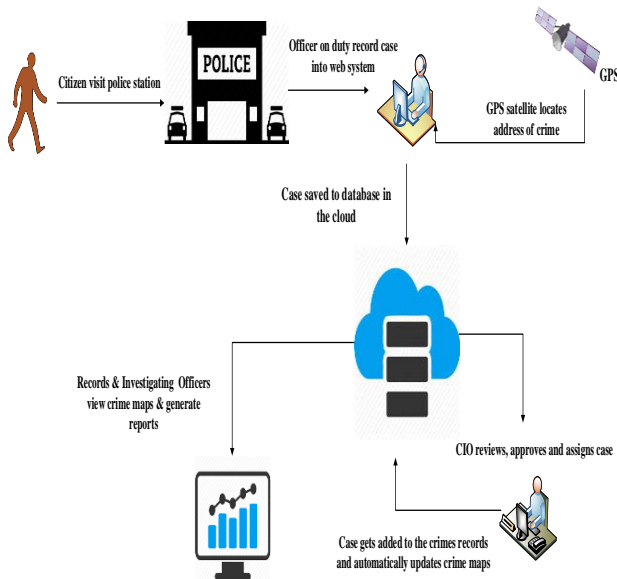 Citizen visit police station
POLICE
Officer on duty record case
into web system
GPS
GPS satellite locates
address of crime
Case saved to database in
the cloud
Records & Investigating Officers
view crime maps & generate
reports
CIO reviews, approves and assigns case
Case gets added to the crimes records
and automatically updates crime maps